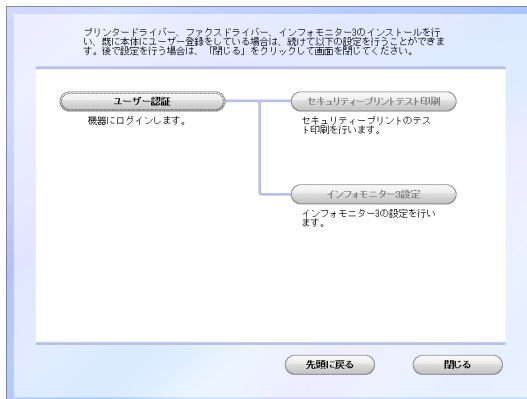 プリンタードライバー、ファクスドライバー、インフォモニター3のインストールを行
い、既に本体にユーザー登録をしている場合は、続けて以下の設定を行うことができま
す。後で設定を行う場合は、「閉じる」をクリックして画面を閉じてください。
ユーザー認証
機器にログインします。
セキュリティープリントテスト印刷
セキュリティープリントのテス
ト印刷を行います。
インフォモニター3設定
インフォモニター3の設定を行い
ます。
先頭に戻る
閉じる